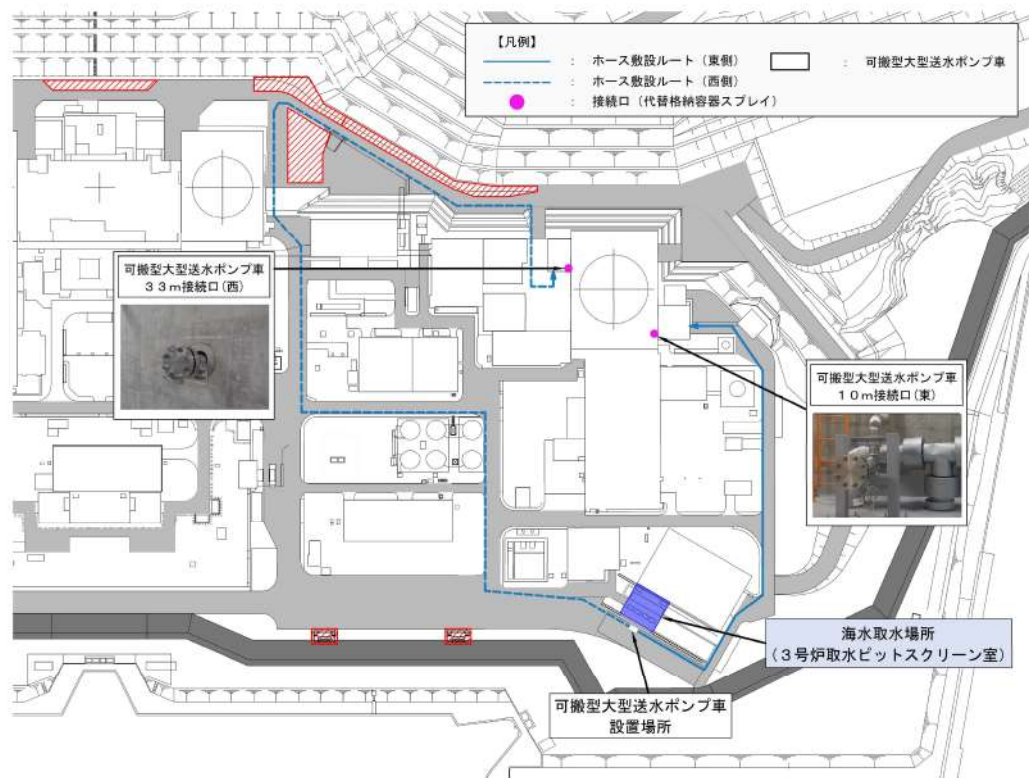 【凡例】
： ホース敷設ルート（東側）
： 可搬型大型送水ポンプ車
： ホース敷設ルート（西側）
： 接続口（代替格納容器スプレイ）
可搬型大型送水ポンプ車
３３ｍ接続口(西)
可搬型大型送水ポンプ車
１０ｍ接続口(東)
海水取水場所
（３号炉取水ピットスクリーン室）
可搬型大型送水ポンプ車
設置場所